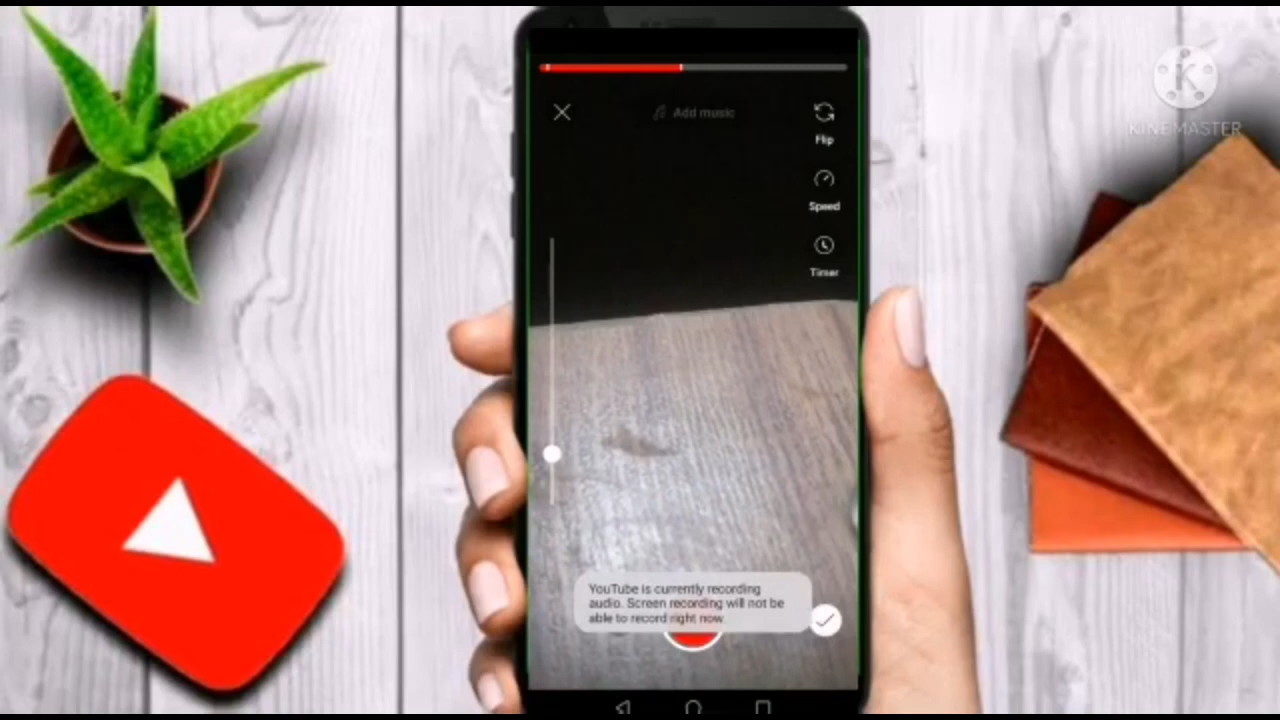 Add music
Flip
Speed
Timer
YouTube is currently recording
audio. Screen recording will not be
able to record right now.
K
KINEMASTER